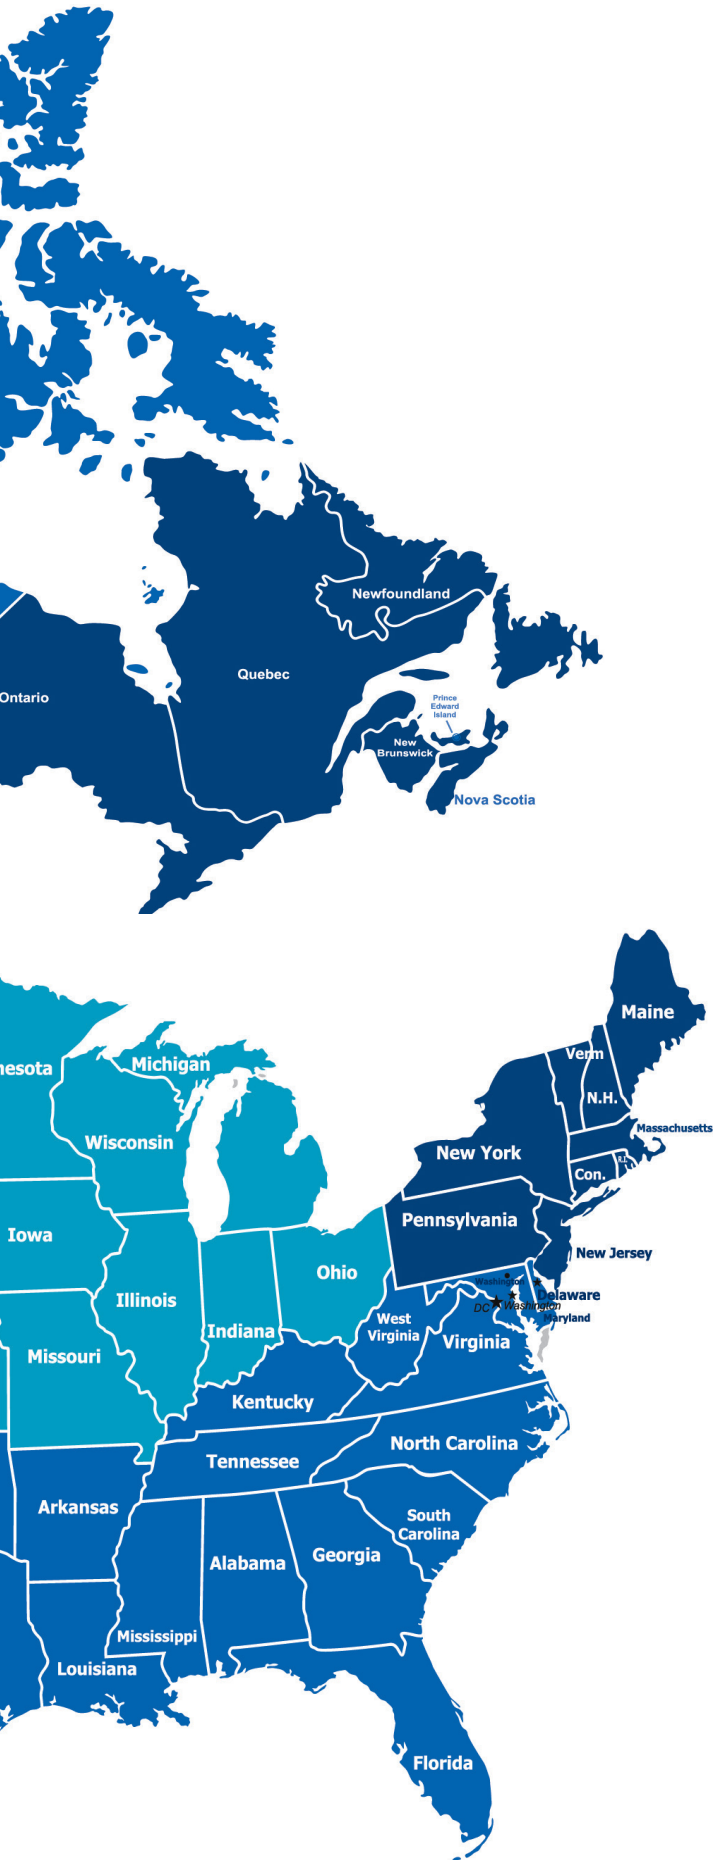 Newfoundland
Quebec
Ontario
Prince
Edward
Island
New
Brunswick
Nova Scotia
Maine
Verm
nesota
Michigan
N.H.
Massachusetts
Wisconsin
New York
R.I.
Con.
Pennsylvania
Iowa
New Jersey
Ohio
Washington
Delaware
Illinois
DC
Washington
Maryland
West
Virginia
Indiana
Virginia
Missouri
Kentucky
North Carolina
Tennessee
Arkansas
South
Carolina
Georgia
Alabama
Mississippi
Louisiana
Florida